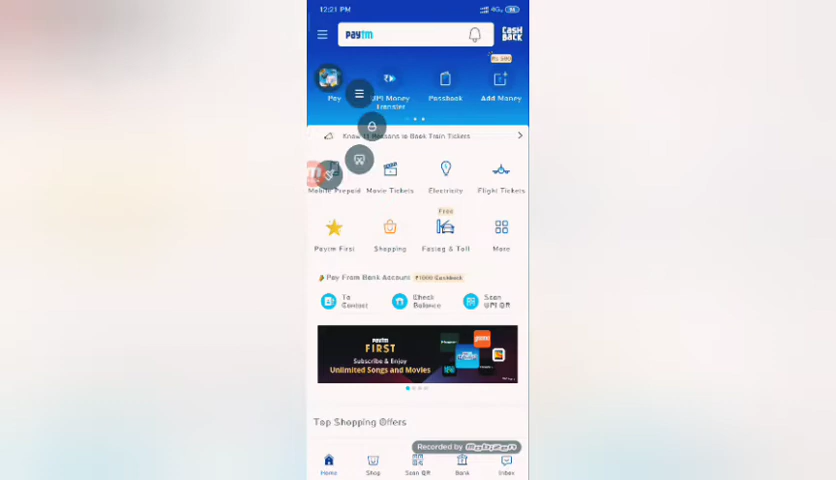 12:21 PM 4G
paytm CASH BACK
Pay UPI Money Transfer Passbook Add Money
Know 11 Reasons to Book Train Tickets
Mobile Prepaid Movie Tickets Electricity Flight Tickets
Free
Paytm First Shopping Fastag & Toll More
Pay From Bank Account ₹1000 Cashback
To Contact Check Balance Scan UPI QR
paytm
FIRST
Subscribe & Enjoy
Unlimited Songs and Movies
Top Shopping Offers
Recorded by
Home Shop Scan QR Bank Inbox